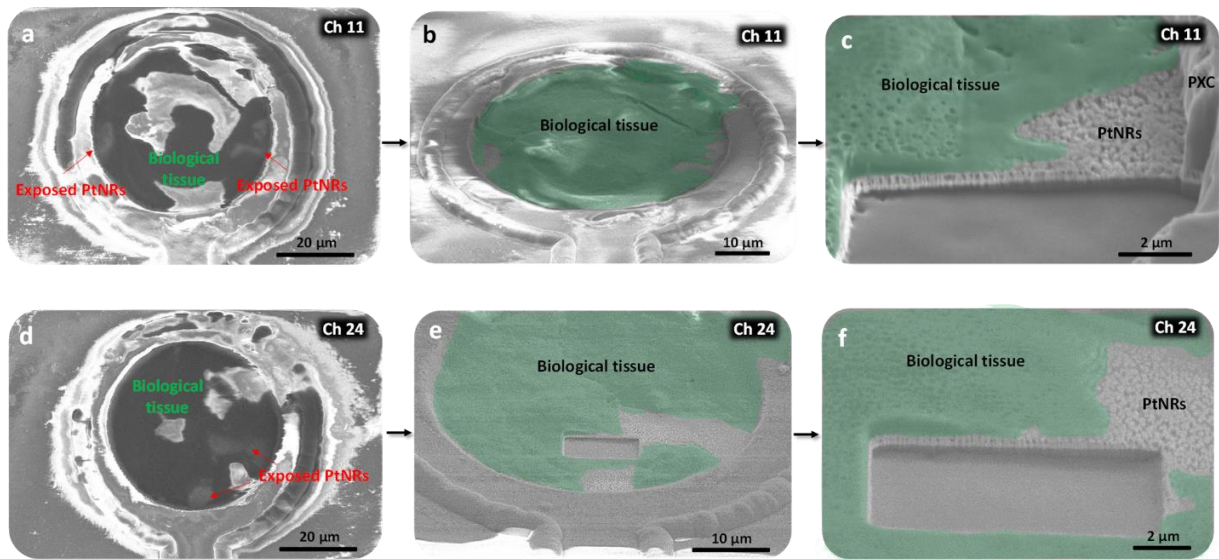 a
Ch 11
Biological
tissue
Exposed PtNRs
Exposed PtNRs
20 µm
b
Ch 11
Biological tissue
10 µm
c
Ch 11
Biological tissue
PXC
PtNRs
2 µm
d
Ch 24
Biological
tissue
Exposed PtNRs
20 µm
e
Ch 24
Biological tissue
10 µm
f
Ch 24
Biological tissue
PtNRs
2 µm